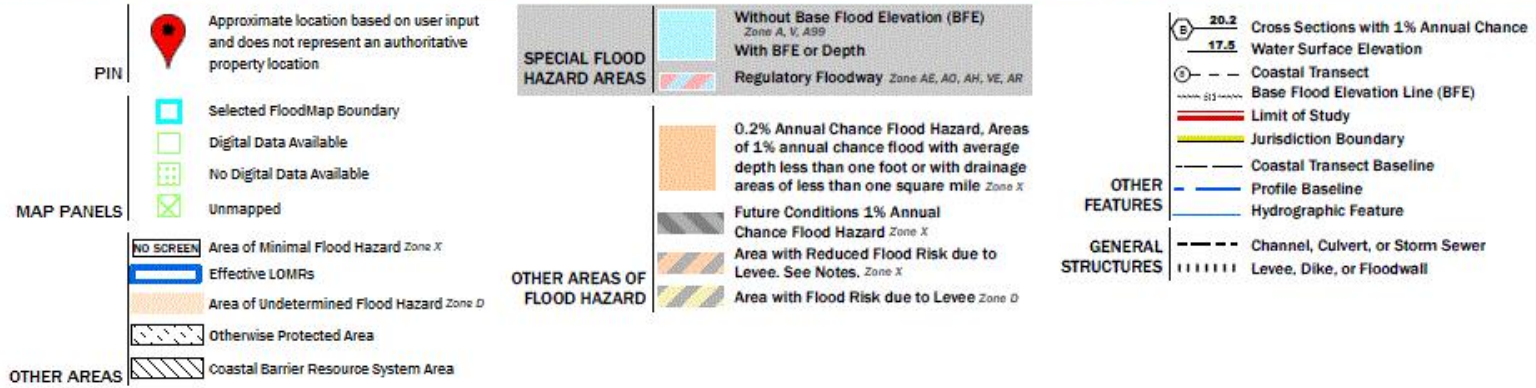 PIN
Approximate location based on user input
and does not represent an authoritative
property location
MAP PANELS
Selected FloodMap Boundary
Digital Data Available
No Digital Data Available
Unmapped
OTHER AREAS
NO SCREEN Area of Minimal Flood Hazard Zone X
Effective LOMRs
Area of Undetermined Flood Hazard Zone D
Otherwise Protected Area
Coastal Barrier Resource System Area
SPECIAL FLOOD
HAZARD AREAS
Without Base Flood Elevation (BFE)
Zone A, V, A99
With BFE or Depth
Regulatory Floodway Zone AE, AO, AH, VE, AR
OTHER AREAS OF
FLOOD HAZARD
0.2% Annual Chance Flood Hazard, Areas
of 1% annual chance flood with average
depth less than one foot or with drainage
areas of less than one square mile Zone X
Future Conditions 1% Annual
Chance Flood Hazard Zone X
Area with Reduced Flood Risk due to
Levee. See Notes. Zone X
Area with Flood Risk due to Levee Zone D
OTHER
FEATURES
B 20.2 Cross Sections with 1% Annual Chance
17.5 Water Surface Elevation
8 Coastal Transect
513 Base Flood Elevation Line (BFE)
Limit of Study
Jurisdiction Boundary
Coastal Transect Baseline
Profile Baseline
Hydrographic Feature
GENERAL
STRUCTURES
Channel, Culvert, or Storm Sewer
Levee, Dike, or Floodwall